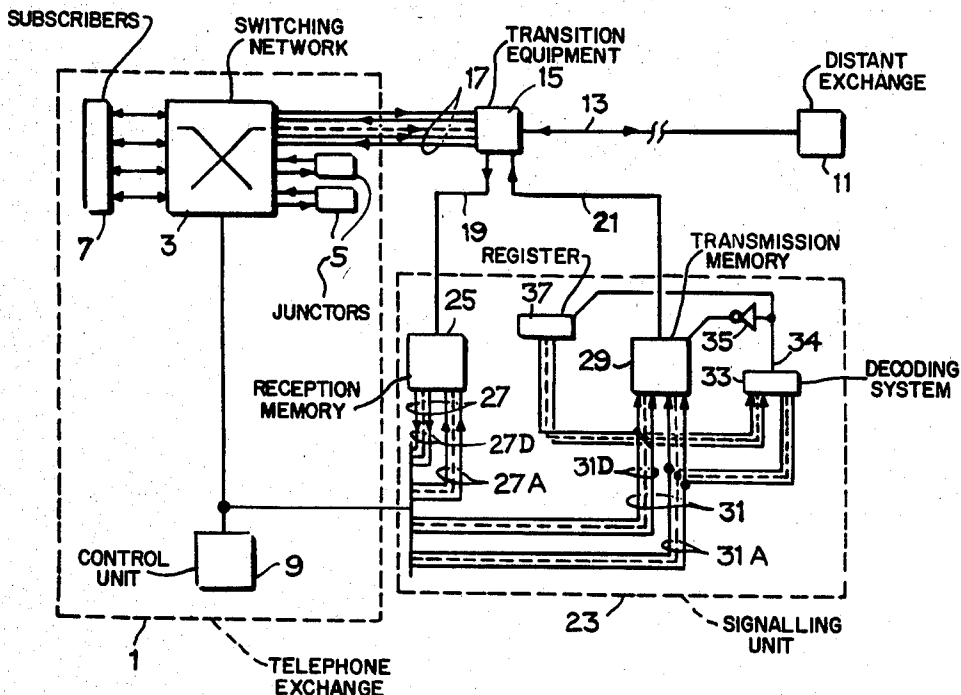 SUBSCRIBERS
SWITCHING
NETWORK
TRANSITION
EQUIPMENT
15
17
DISTANT
EXCHANGE
13
11
7
3
5
JUNCTORS
19
21
REGISTER
TRANSMISSION
MEMORY
25
37
29
35
34
33
DECODING
SYSTEM
RECEPTION
MEMORY
27
27D
27A
31D
31
31A
CONTROL
UNIT
9
23
SIGNALLING
UNIT
1
TELEPHONE
EXCHANGE